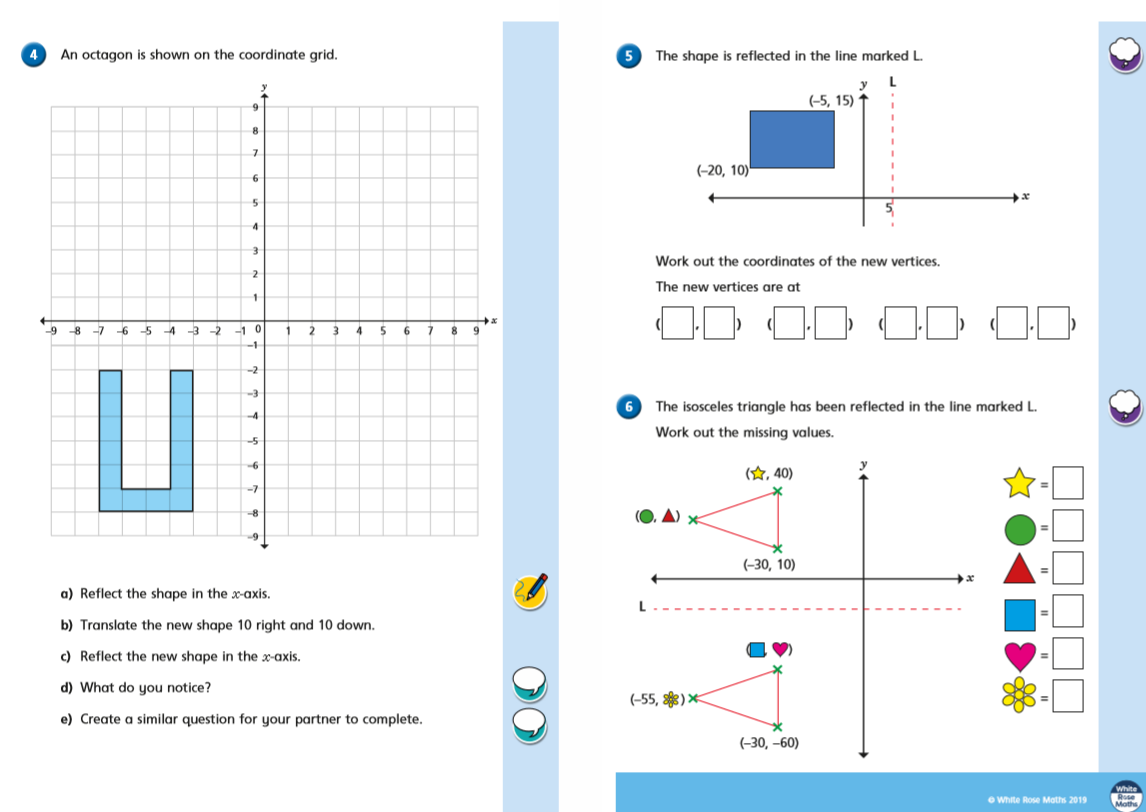 4 An octagon is shown on the coordinate grid.
y
9
8
7
6
5
4
3
2
1
-9 -8 -7 -6 -5 -4 -3 -2 -1 0 1 2 3 4 5 6 7 8 9 x
-1
-2
-3
-4
-5
-6
-7
-8
-9
a) Reflect the shape in the x-axis.
b) Translate the new shape 10 right and 10 down.
c) Reflect the new shape in the x-axis.
d) What do you notice?
e) Create a similar question for your partner to complete.
5 The shape is reflected in the line marked L.
y L
(–5, 15)
(–20, 10)
x
5
Work out the coordinates of the new vertices.
The new vertices are at
( , ) ( , ) ( , ) ( , )
6 The isosceles triangle has been reflected in the line marked L.
Work out the missing values.
y
( , 40)
=
( , )
=
(–30, 10)
=
x
L
=
( , )
=
(–55, )
=
(–30, –60)
© White Rose Maths 2019
White
Rose
Maths